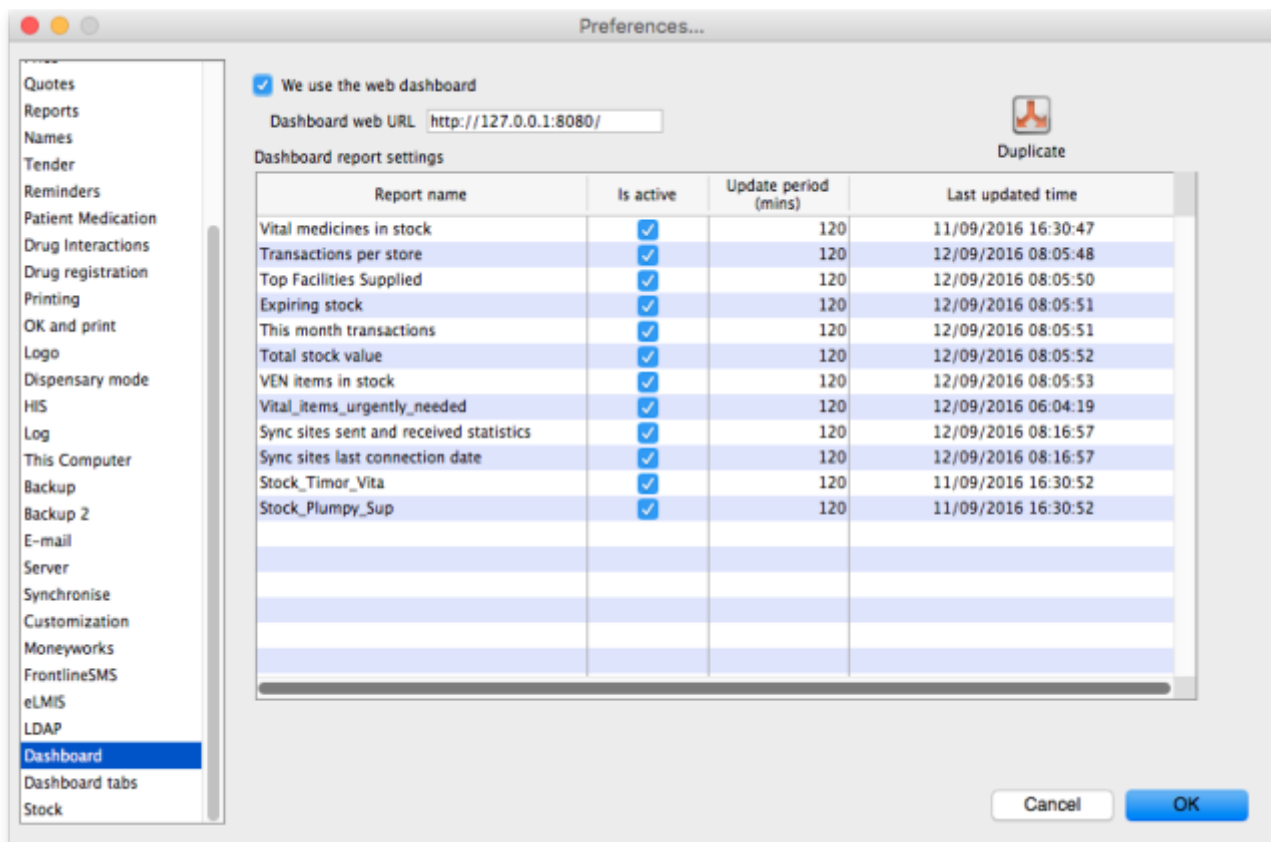 Preferences...
Quotes
Reports
Names
Tender
Reminders
Patient Medication
Drug Interactions
Drug registration
Printing
OK and print
Logo
Dispensary mode
HIS
Log
This Computer
Backup
Backup 2
E-mail
Server
Synchronise
Customization
Moneyworks
FrontlineSMS
eLMIS
LDAP
Dashboard
Dashboard tabs
Stock
We use the web dashboard
Dashboard web URL http://127.0.0.1:8080/
Duplicate
Dashboard report settings
Report name Is active Update period (mins) Last updated time
Vital medicines in stock 120 11/09/2016 16:30:47
Transactions per store 120 12/09/2016 08:05:48
Top Facilities Supplied 120 12/09/2016 08:05:50
Expiring stock 120 12/09/2016 08:05:51
This month transactions 120 12/09/2016 08:05:51
Total stock value 120 12/09/2016 08:05:52
VEN items in stock 120 12/09/2016 08:05:53
Vital_items_urgently_needed 120 12/09/2016 06:04:19
Sync sites sent and received statistics 120 12/09/2016 08:16:57
Sync sites last connection date 120 12/09/2016 08:16:57
Stock_Timor_Vita 120 11/09/2016 16:30:52
Stock_Plumpy_Sup 120 11/09/2016 16:30:52
Cancel OK